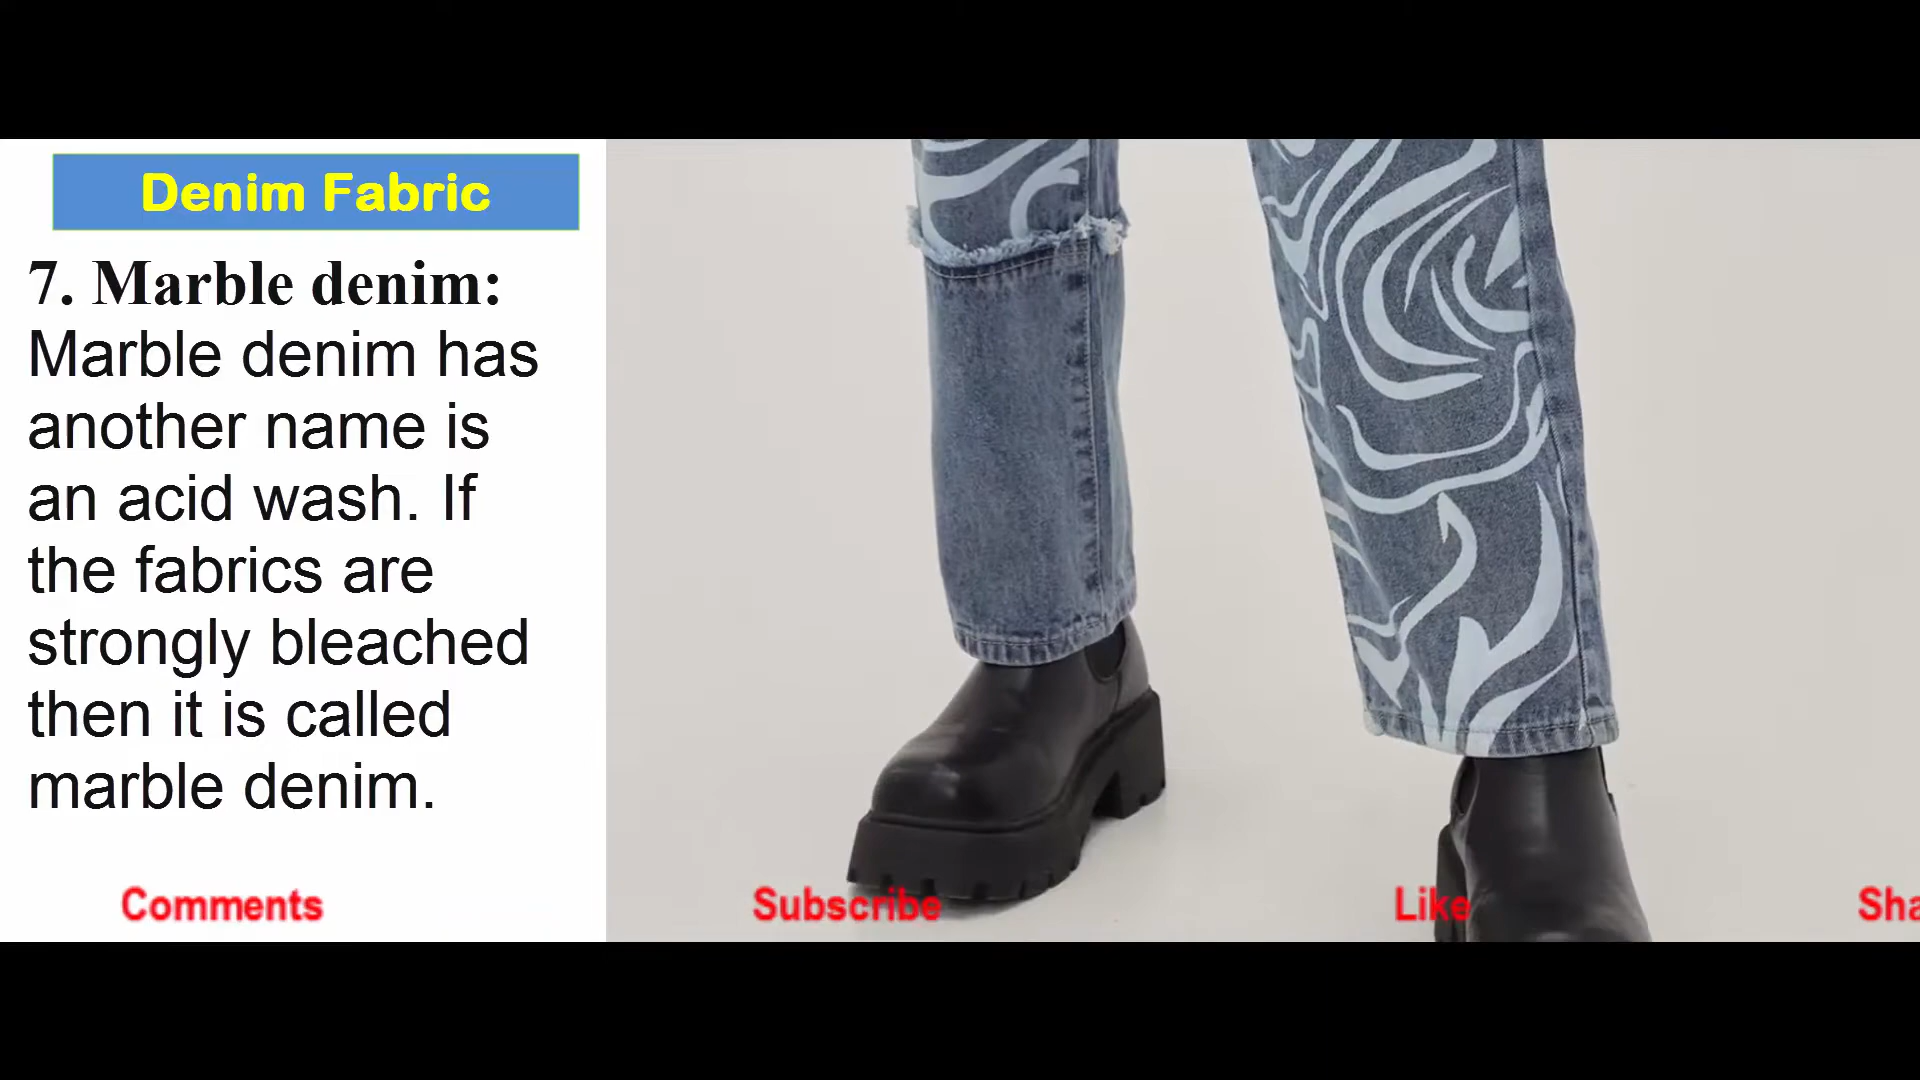 Denim Fabric
7. Marble denim:
Marble denim has
another name is
an acid wash. If
the fabrics are
strongly bleached
then it is called
marble denim.
Comments Subscribe Like Sha